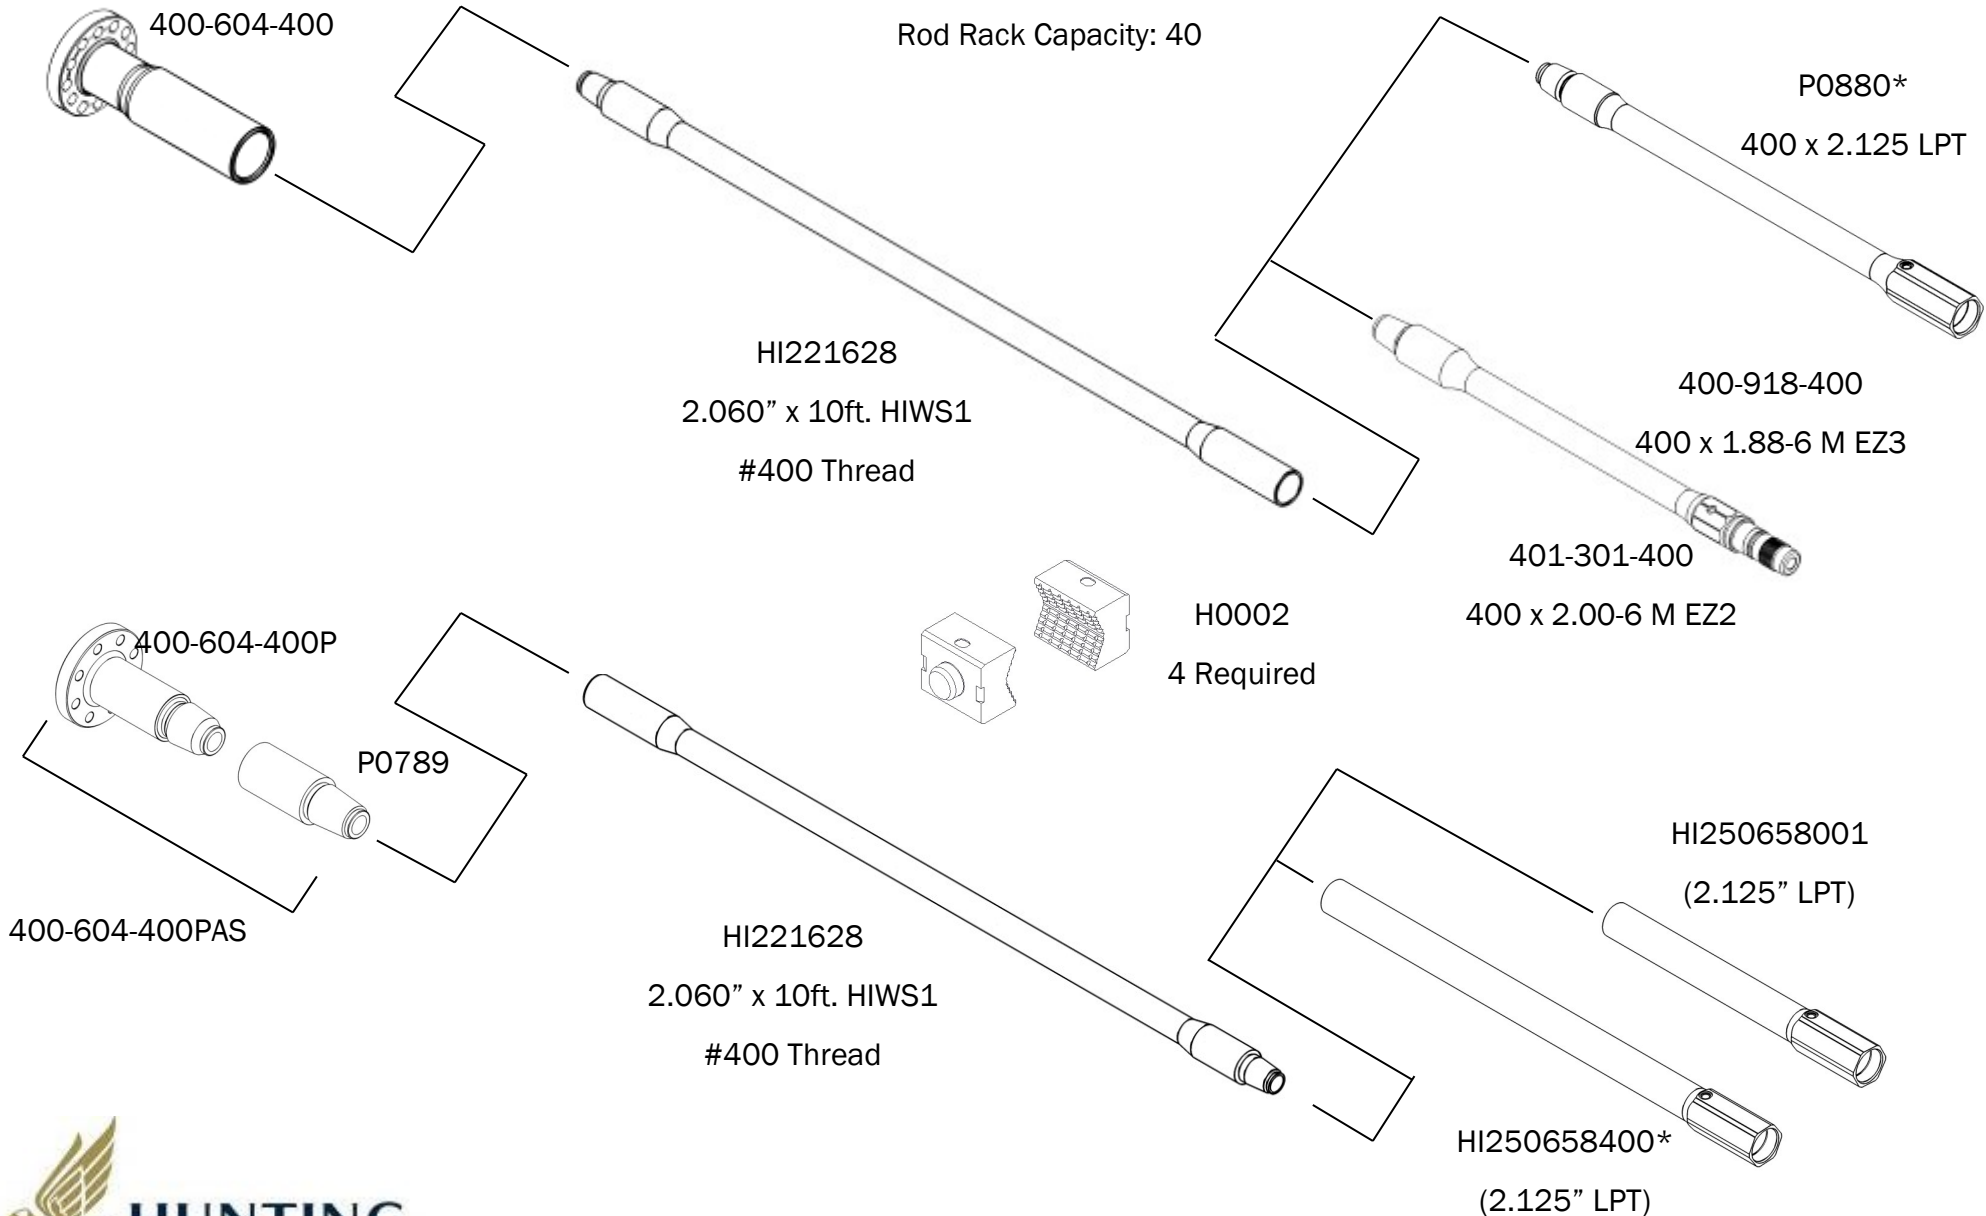 400-604-400
Rod Rack Capacity: 40
P0880*
400 x 2.125 LPT
HI221628
2.060” x 10ft. HIWS1
#400 Thread
400-918-400
400 x 1.88-6 M EZ3
401-301-400
400 x 2.00-6 M EZ2
H0002
4 Required
400-604-400P
P0789
400-604-400PAS
HI221628
2.060” x 10ft. HIWS1
#400 Thread
HI250658001
(2.125” LPT)
HI250658400*
(2.125” LPT)
HUNTING